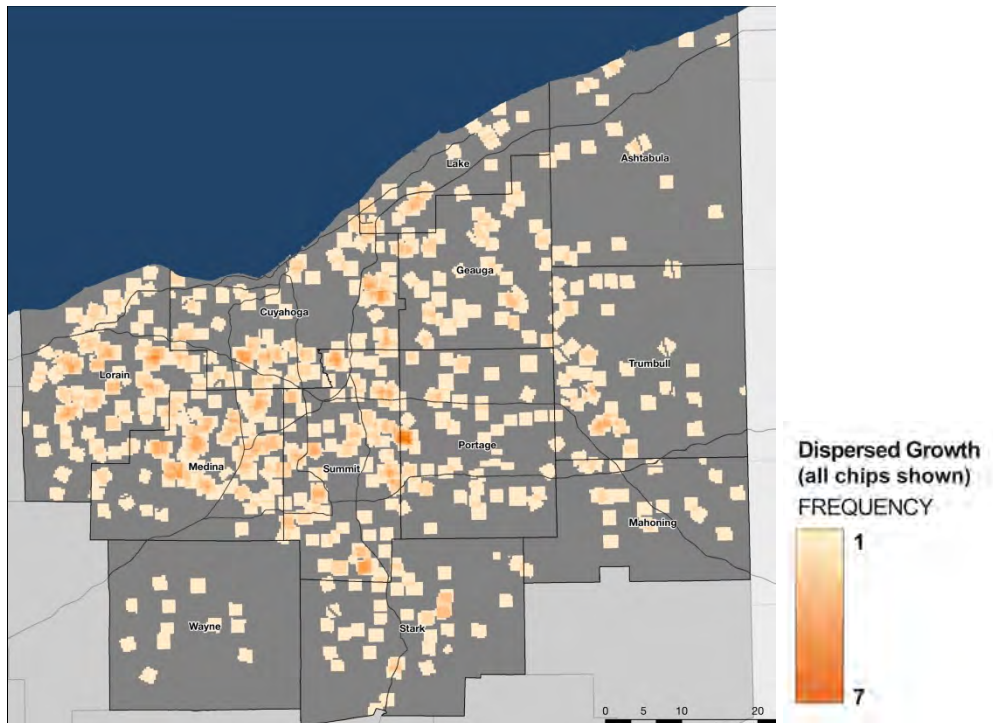 Lake
Ashtabula
Geauga
Cuyahoga
Trumbull
Lorain
Portage
Medina
Summit
Mahoning
Wayne
Stark
Dispersed Growth
(all chips shown)
FREQUENCY
1
7
0 5 10 20